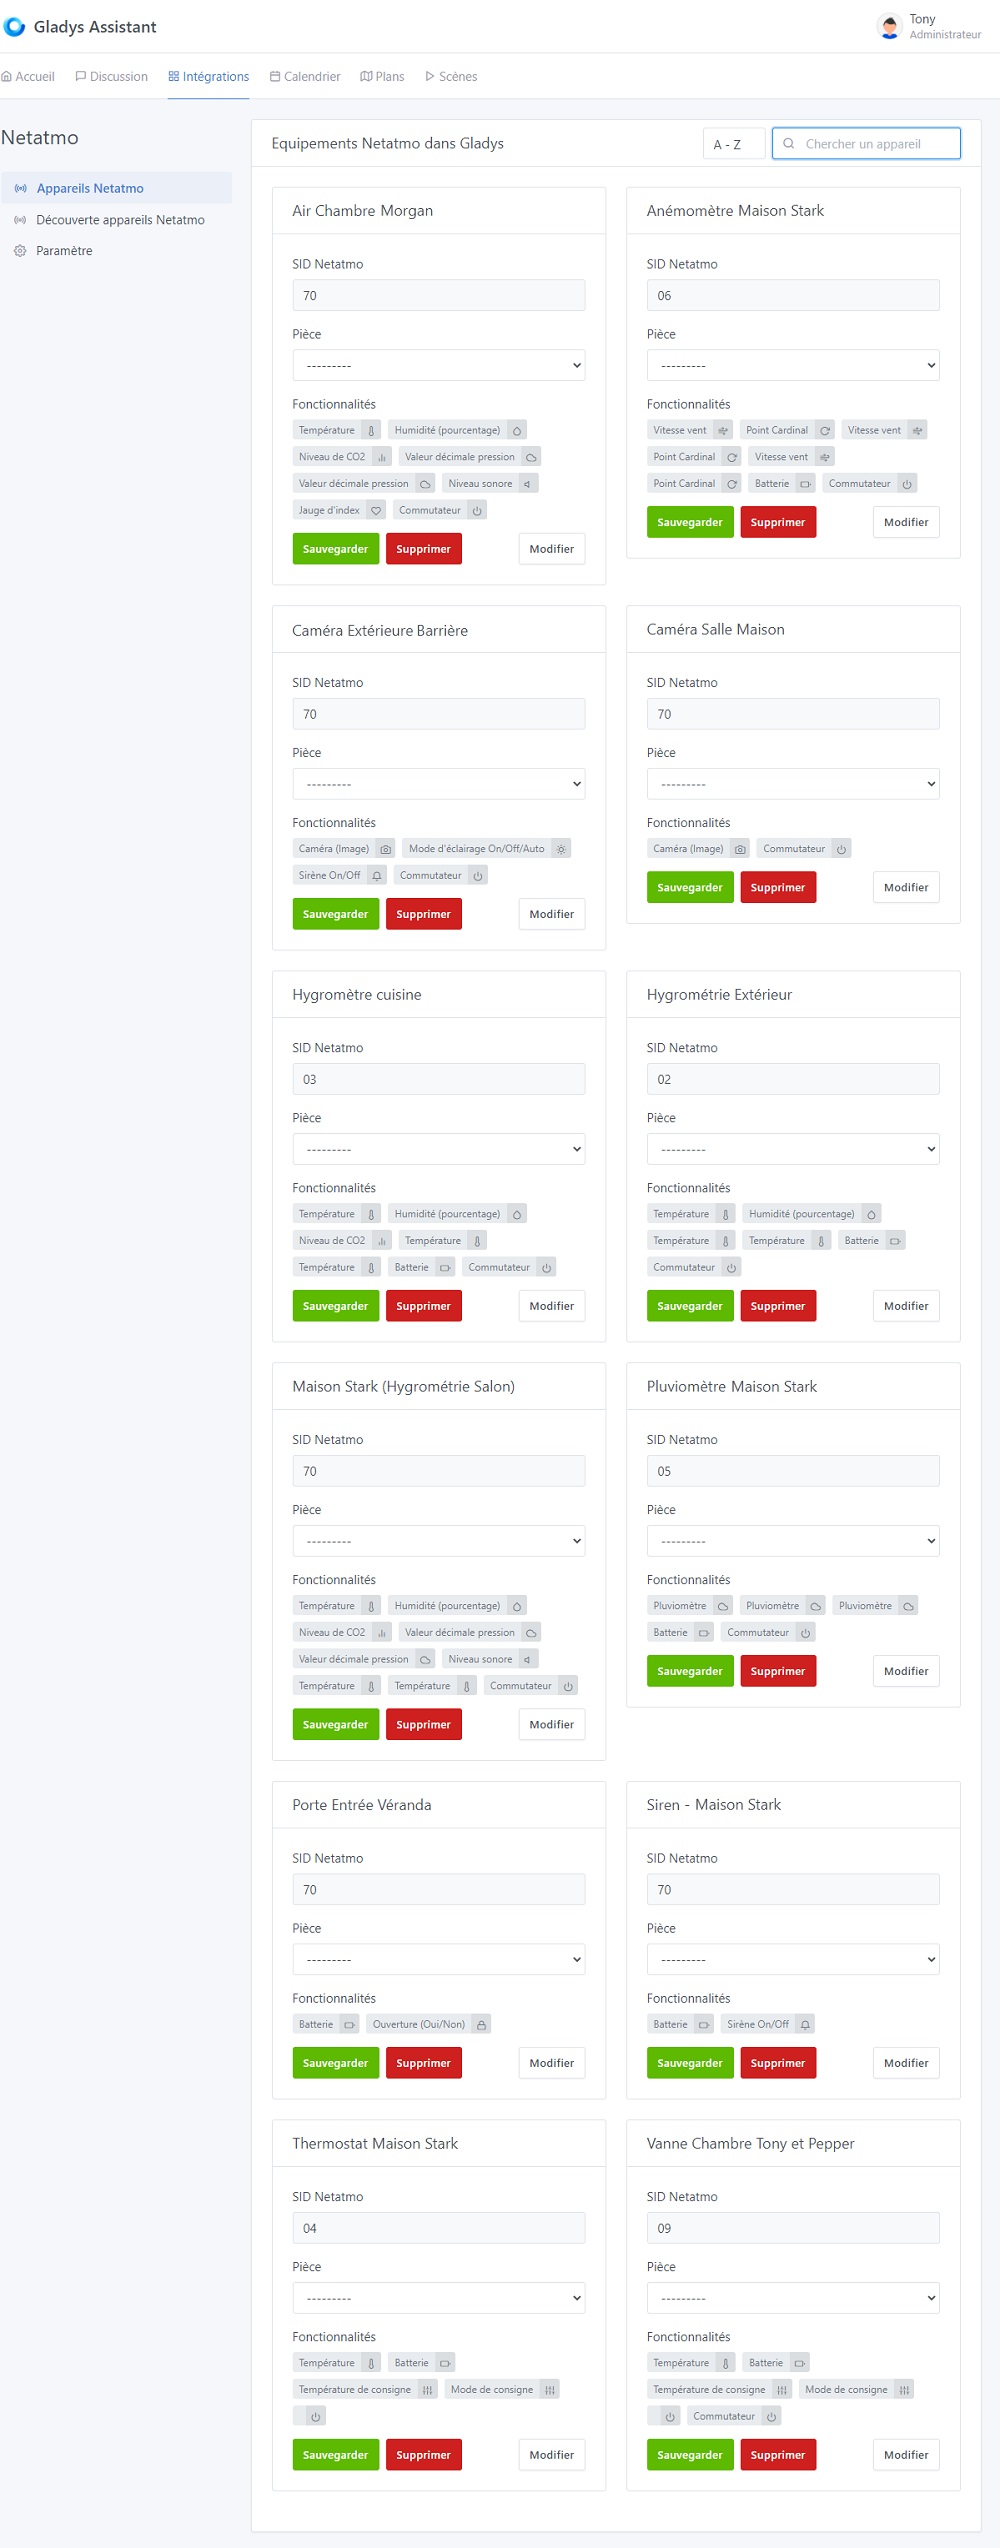 Gladys Assistant
Tony
Administrateur
Accueil Discussion Intégrations Calendrier Plans Scènes
Netatmo
Appareils Netatmo
Découverte appareils Netatmo
Paramètre
Equipements Netatmo dans Gladys A - Z Chercher un appareil
Air Chambre Morgan
SID Netatmo
70
Pièce
---------
Fonctionnalités
Température Humidité (pourcentage)
Niveau de CO2 Valeur décimale pression
Valeur décimale pression Niveau sonore
Jauge d'index Commutateur
Sauvegarder Supprimer Modifier
Anémomètre Maison Stark
SID Netatmo
06
Pièce
---------
Fonctionnalités
Vitesse vent Point Cardinal Vitesse vent
Point Cardinal Vitesse vent
Point Cardinal Batterie Commutateur
Sauvegarder Supprimer Modifier
Caméra Extérieure Barrière
SID Netatmo
70
Pièce
---------
Fonctionnalités
Caméra (Image) Mode d'éclairage On/Off/Auto
Sirène On/Off Commutateur
Sauvegarder Supprimer Modifier
Caméra Salle Maison
SID Netatmo
70
Pièce
---------
Fonctionnalités
Caméra (Image) Commutateur
Sauvegarder Supprimer Modifier
Hygromètre cuisine
SID Netatmo
03
Pièce
---------
Fonctionnalités
Température Humidité (pourcentage)
Niveau de CO2 Température
Température Batterie Commutateur
Sauvegarder Supprimer Modifier
Hygrométrie Extérieur
SID Netatmo
02
Pièce
---------
Fonctionnalités
Température Humidité (pourcentage)
Température Température Batterie
Commutateur
Sauvegarder Supprimer Modifier
Maison Stark (Hygrométrie Salon)
SID Netatmo
70
Pièce
---------
Fonctionnalités
Température Humidité (pourcentage)
Niveau de CO2 Valeur décimale pression
Valeur décimale pression Niveau sonore
Température Température Commutateur
Sauvegarder Supprimer Modifier
Pluviomètre Maison Stark
SID Netatmo
05
Pièce
---------
Fonctionnalités
Pluviomètre Pluviomètre Pluviomètre
Batterie Commutateur
Sauvegarder Supprimer Modifier
Porte Entrée Véranda
SID Netatmo
70
Pièce
---------
Fonctionnalités
Batterie Ouverture (Oui/Non)
Sauvegarder Supprimer Modifier
Siren - Maison Stark
SID Netatmo
70
Pièce
---------
Fonctionnalités
Batterie Sirène On/Off
Sauvegarder Supprimer Modifier
Thermostat Maison Stark
SID Netatmo
04
Pièce
---------
Fonctionnalités
Température Batterie
Température de consigne Mode de consigne
Sauvegarder Supprimer Modifier
Vanne Chambre Tony et Pepper
SID Netatmo
09
Pièce
---------
Fonctionnalités
Température Batterie
Température de consigne Mode de consigne
Commutateur
Sauvegarder Supprimer Modifier